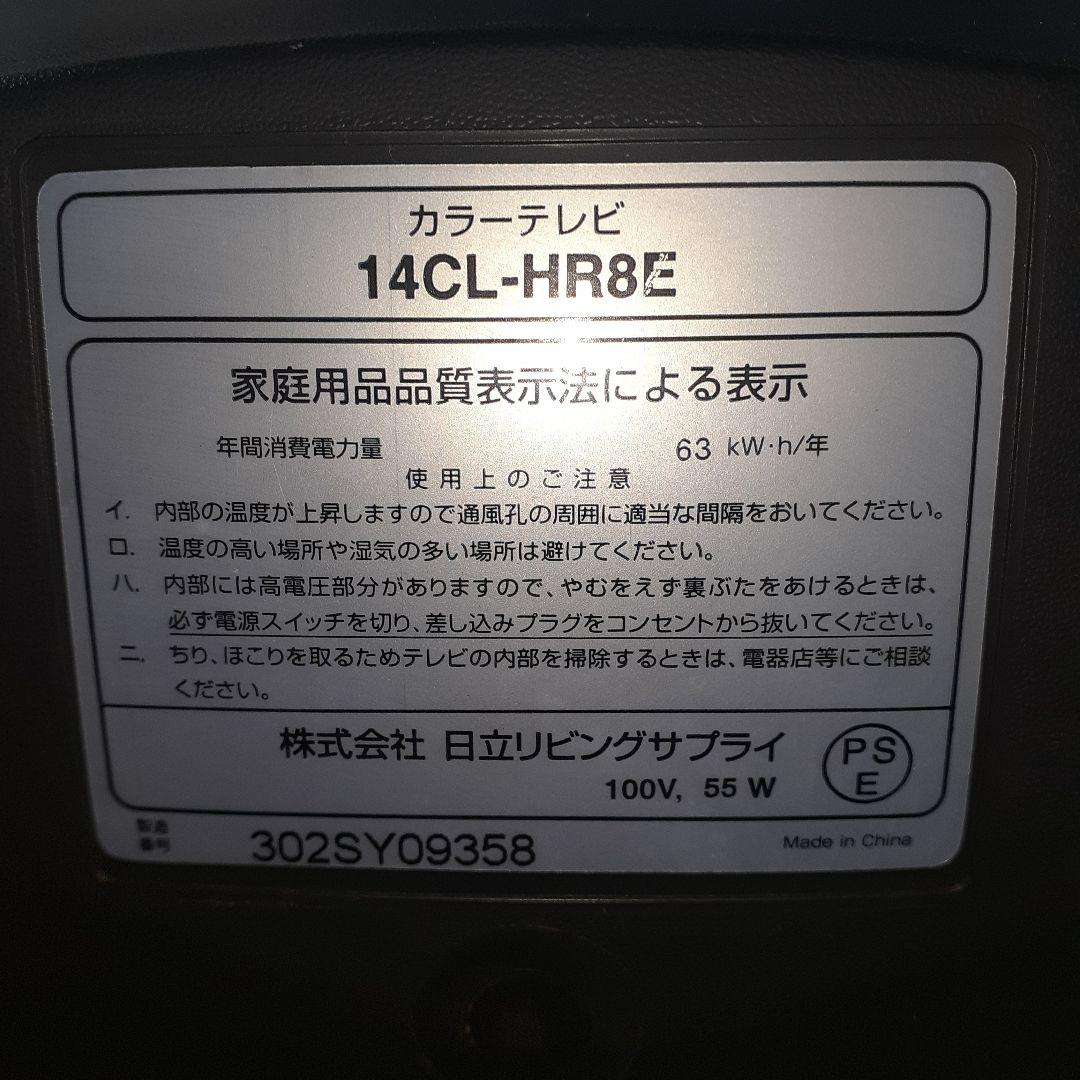 カラーテレビ
14CL-HR8E
家庭用品品質表示法による表示
年間消費電力量 63 kW·h/年
使用上のご注意
イ. 内部の温度が上昇しますので通風孔の周囲に適当な間隔をおいてください。
ロ. 温度の高い場所や湿気の多い場所は避けてください。
ハ. 内部には高電圧部分がありますので、やむをえず裏ぶたをあけるときは、
必ず電源スイッチを切り、差し込みプラグをコンセントから抜いてください。
ニ. ちり、ほこりを取るためテレビの内部を掃除するときは、電器店等にご相談
ください。
株式会社 日立リビングサプライ
100V, 55 W
PS
E
製造
番号
302SY09358
Made in China